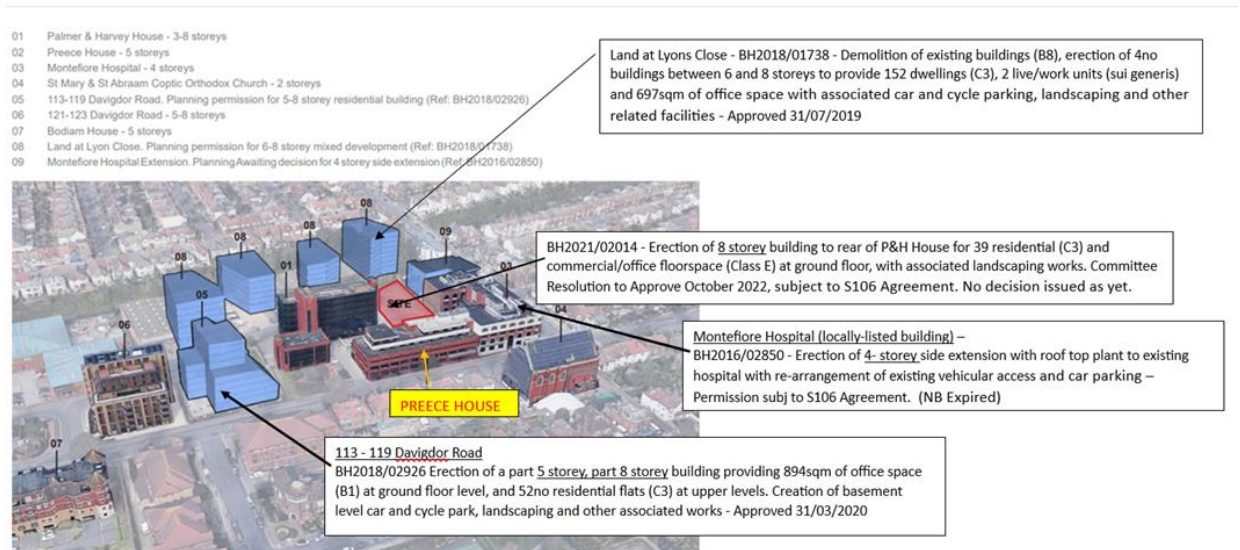 01 Palmer & Harvey House - 3-8 storeys
02 Preece House - 5 storeys
03 Montefiore Hospital - 4 storeys
04 St Mary & St Abraam Coptic Orthodox Church - 2 storeys
05 113-119 Davigdor Road. Planning permission for 5-8 storey residential building (Ref: BH2018/02926)
06 121-123 Davigdor Road - 5-8 storeys
07 Bodiam House - 5 storeys
08 Land at Lyon Close. Planning permission for 6-8 storey mixed development (Ref: BH2018/01738)
09 Montefiore Hospital Extension. PlanningAwaiting decision for 4 storey side extension (Ref: BH2016/02850)
Land at Lyons Close - BH2018/01738 - Demolition of existing buildings (B8), erection of 4no
buildings between 6 and 8 storeys to provide 152 dwellings (C3), 2 live/work units (sui generis)
and 697sqm of office space with associated car and cycle parking, landscaping and other
related facilities - Approved 31/07/2019
08
08
08
09
08
01
03
05
SITE
04
06
07
BH2021/02014 - Erection of 8 storey building to rear of P&H House for 39 residential (C3) and
commercial/office floorspace (Class E) at ground floor, with associated landscaping works. Committee
Resolution to Approve October 2022, subject to S106 Agreement. No decision issued as yet.
Montefiore Hospital (locally-listed building) –
BH2016/02850 - Erection of 4- storey side extension with roof top plant to existing
hospital with re-arrangement of existing vehicular access and car parking –
Permission subj to S106 Agreement. (NB Expired)
PREECE HOUSE
113 - 119 Davigdor Road
BH2018/02926 Erection of a part 5 storey, part 8 storey building providing 894sqm of office space
(B1) at ground floor level, and 52no residential flats (C3) at upper levels. Creation of basement
level car and cycle park, landscaping and other associated works - Approved 31/03/2020